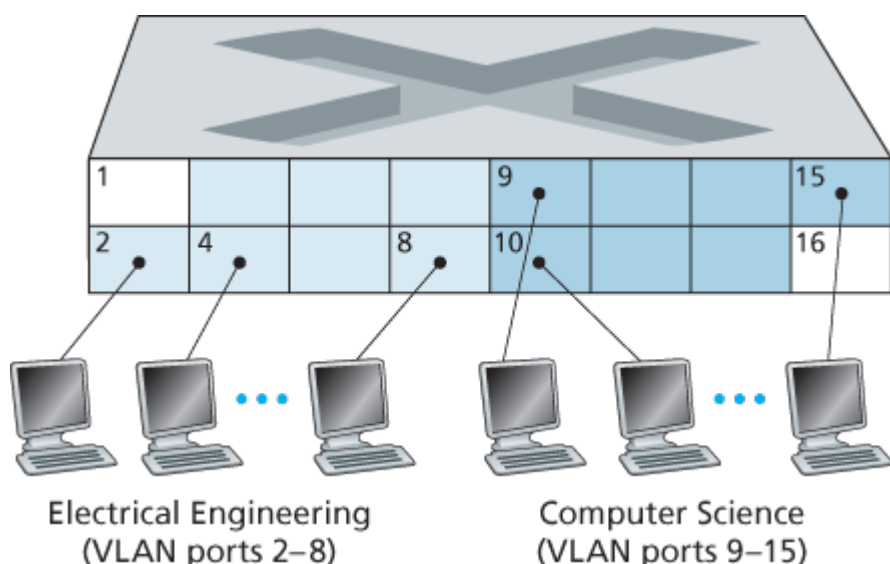 1 9 15
2 4 8 10 16
Electrical Engineering
(VLAN ports 2–8)
Computer Science
(VLAN ports 9–15)